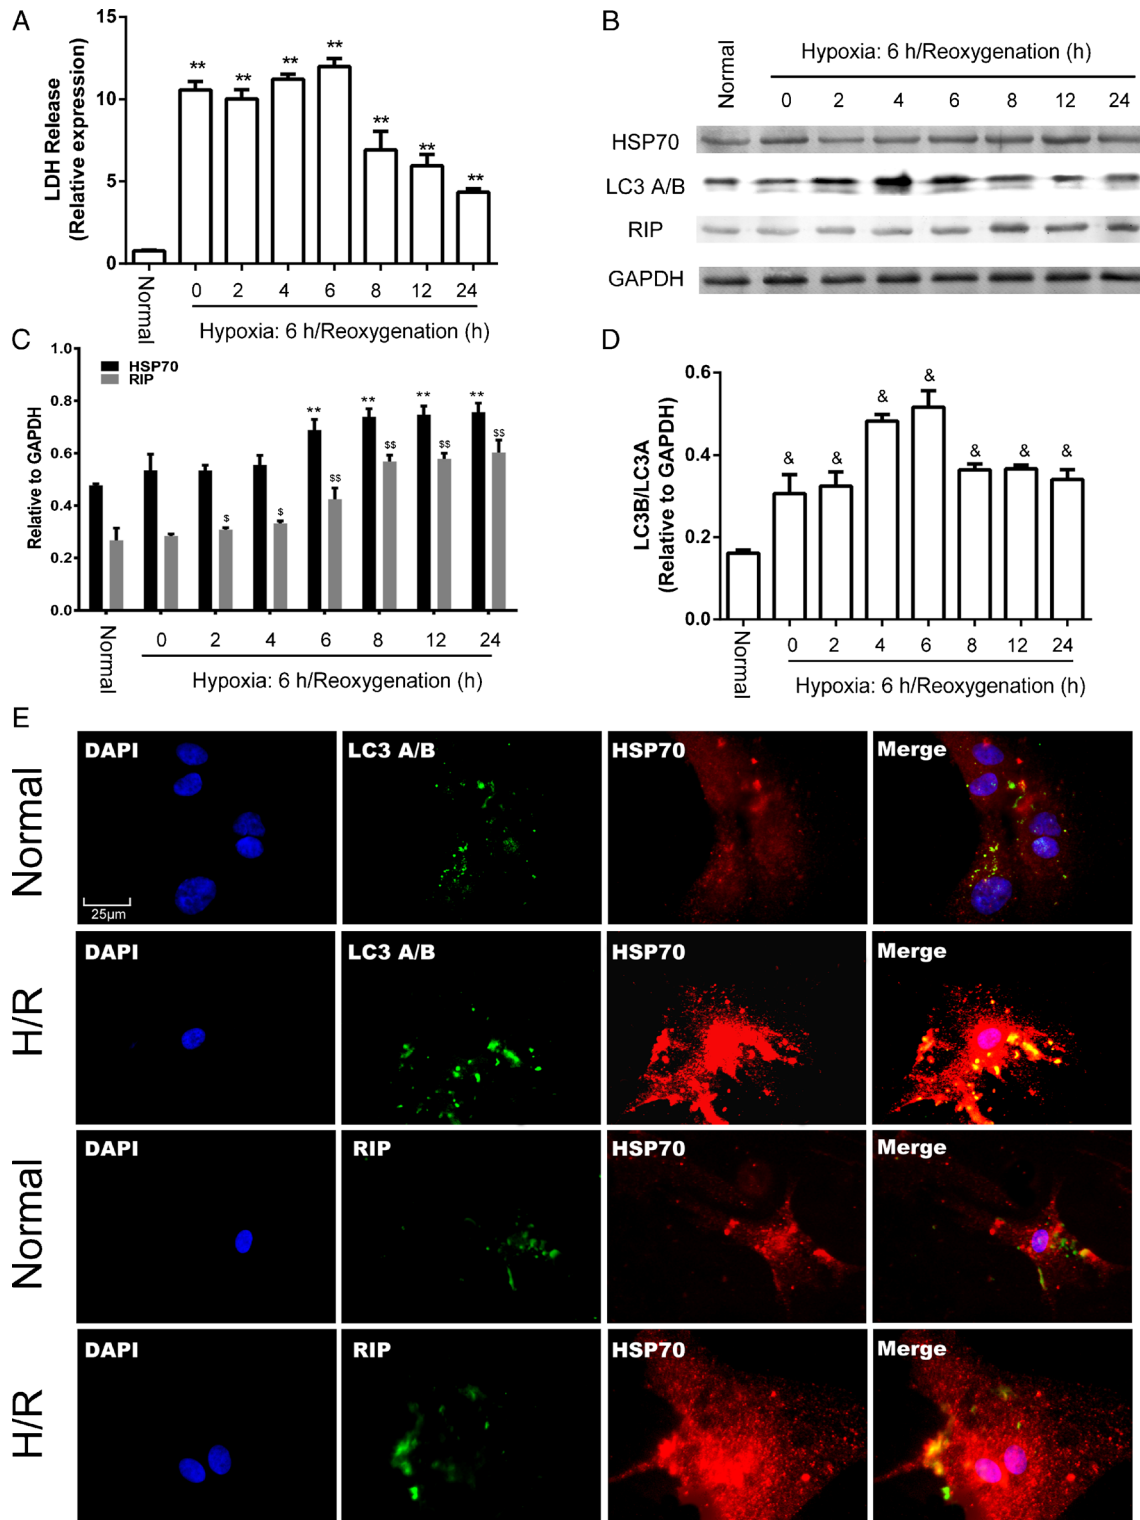 A
LDH Release
(Relative expression)
15
10
5
0
** ** ** ** ** ** **
Normal
0 2 4 6 8 12 24
Hypoxia: 6 h/Reoxygenation (h)
B
Normal
Hypoxia: 6 h/Reoxygenation (h)
0 2 4 6 8 12 24
HSP70
LC3 A/B
RIP
GAPDH
C
Relative to GAPDH
1.0
0.8
0.6
0.4
0.2
0.0
HSP70
RIP
** ** ** **
$ $ $$ $$ $$ $$
Normal
0 2 4 6 8 12 24
Hypoxia: 6 h/Reoxygenation (h)
D
LC3B/LC3A
(Relative to GAPDH)
0.6
0.4
0.2
0.0
& & & & & & &
Normal
0 2 4 6 8 12 24
Hypoxia: 6 h/Reoxygenation (h)
E
Normal
DAPI LC3 A/B HSP70 Merge
25μm
H/R
DAPI LC3 A/B HSP70 Merge
Normal
DAPI RIP HSP70 Merge
H/R
DAPI RIP HSP70 Merge